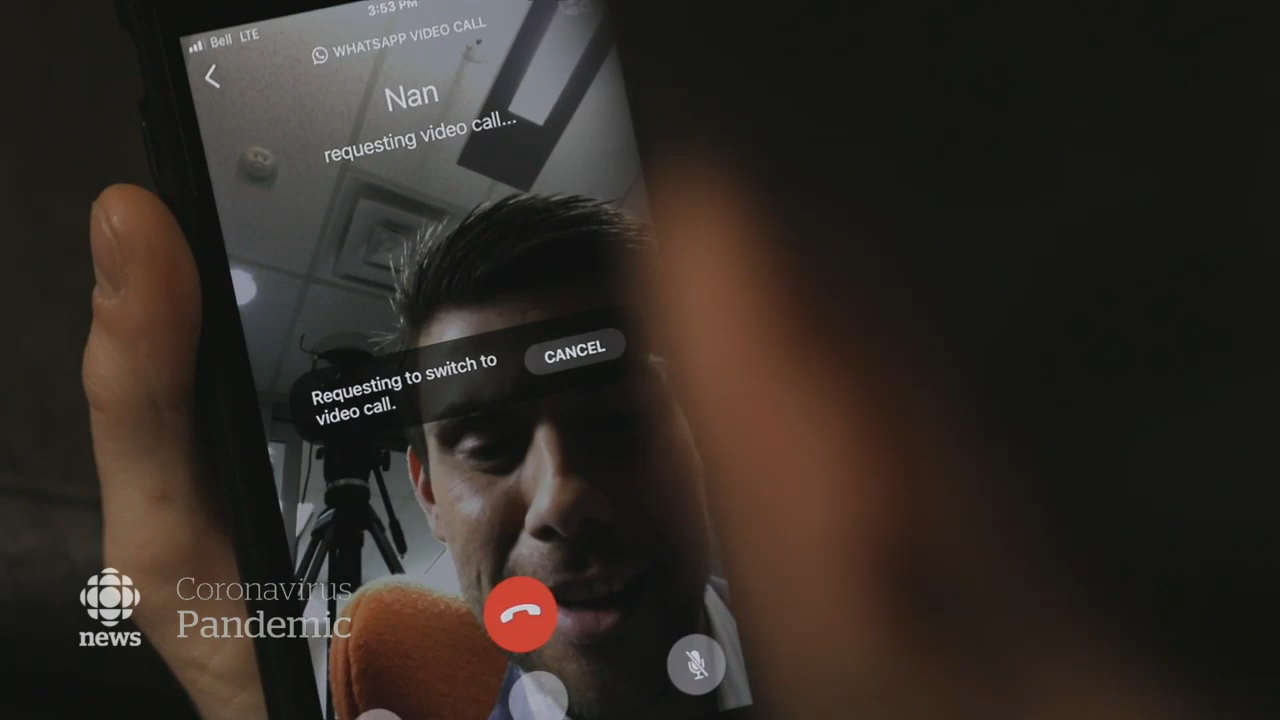 3:53 PM
Bell LTE
WHATSAPP VIDEO CALL
Nan
requesting video call...
Requesting to switch to
video call.
CANCEL
Coronavirus
Pandemic
news